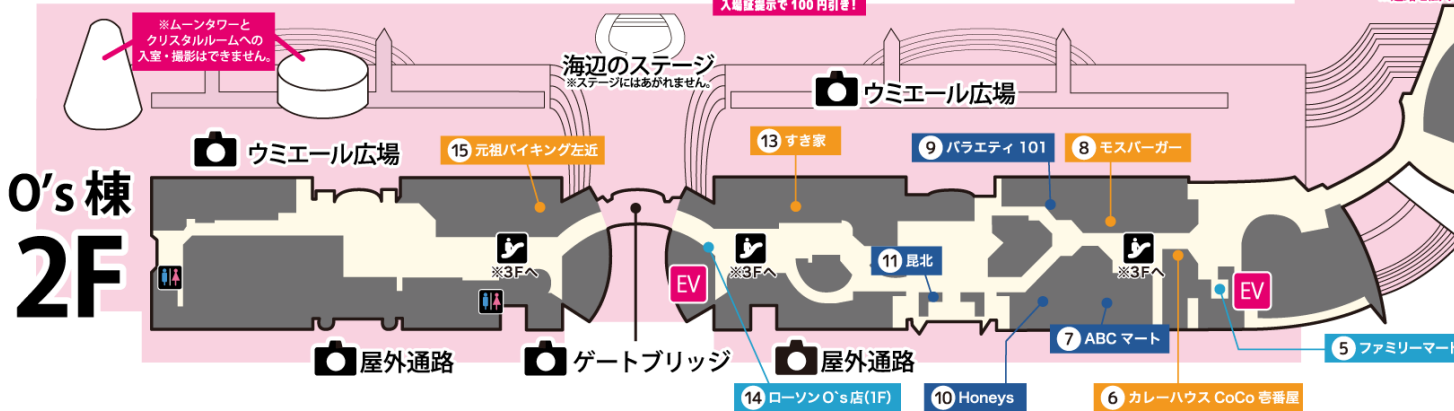 入場証提示で100円引き！
※ムーンタワーと
クリスタルルームへの
入室・撮影はできません。
海辺のステージ
※ステージにはあがれません。
ウミエール広場
ウミエール広場
15 元祖バイキング左近
13 すき家
9 バラエティ 101
8 モスバーガー
O's 棟
2F
※3Fへ
※3Fへ
※3Fへ
11 昆北
EV
EV
屋外通路
ゲートブリッジ
屋外通路
7 ABC マート
5 ファミリーマート
14 ローソン O`s 店(1F)
10 Honeys
6 カレーハウス CoCo 壱番屋